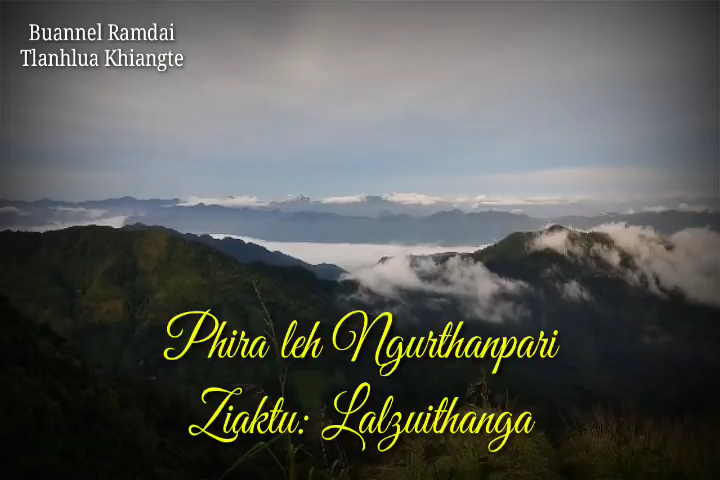 Buannel Ramdai
Tlanhlua Khiangte
Phira leh Ngurthanpari
Ziaktu: Lalzuithanga